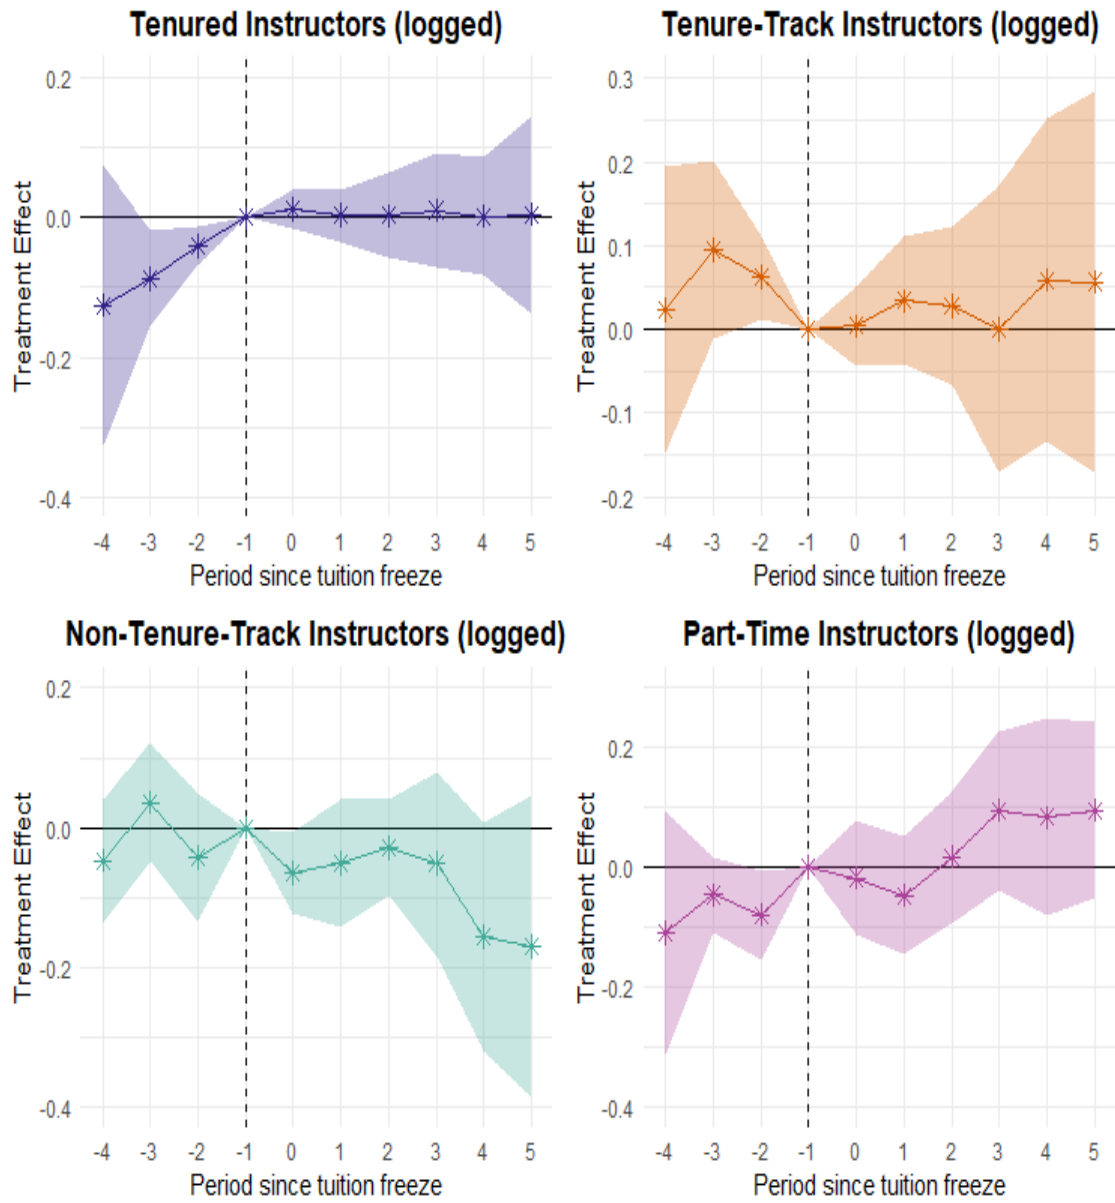 Tenured Instructors (logged)
Treatment Effect
0.2
0.0
-0.2
-0.4
-4 -3 -2 -1 0 1 2 3 4 5
Period since tuition freeze
Tenure-Track Instructors (logged)
Treatment Effect
0.3
0.2
0.1
0.0
-0.1
-0.2
-4 -3 -2 -1 0 1 2 3 4 5
Period since tuition freeze
Non-Tenure-Track Instructors (logged)
Treatment Effect
0.2
0.0
-0.2
-0.4
-4 -3 -2 -1 0 1 2 3 4 5
Period since tuition freeze
Part-Time Instructors (logged)
Treatment Effect
0.2
0.0
-0.2
-0.4
-4 -3 -2 -1 0 1 2 3 4 5
Period since tuition freeze